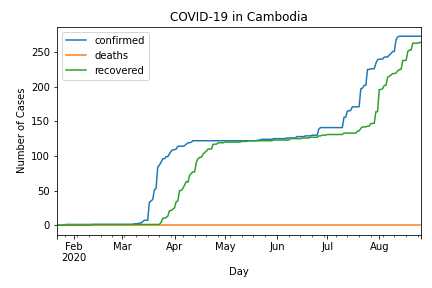 COVID-19 in Cambodia
confirmed
deaths
recovered
Number of Cases
250
200
150
100
50
0
Feb Mar Apr May Jun Jul Aug
2020
Day